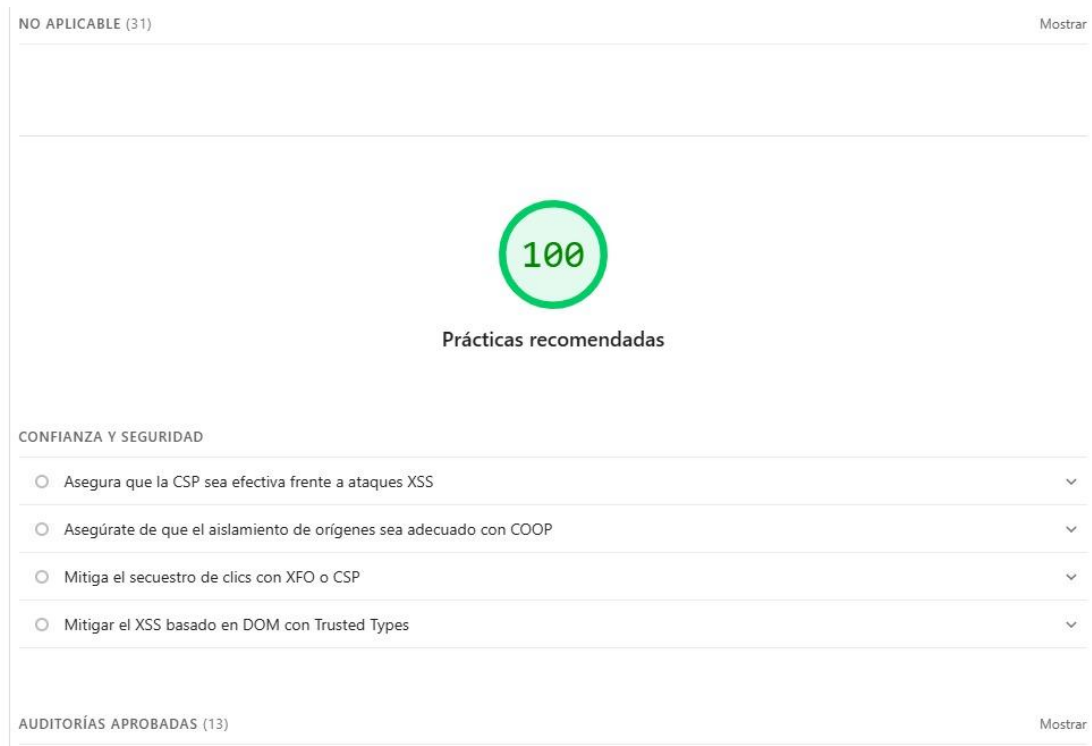 NO APLICABLE (31) Mostrar
100
Prácticas recomendadas
CONFIANZA Y SEGURIDAD
Asegura que la CSP sea efectiva frente a ataques XSS
Asegúrate de que el aislamiento de orígenes sea adecuado con COOP
Mitiga el secuestro de clics con XFO o CSP
Mitigar el XSS basado en DOM con Trusted Types
AUDITORÍAS APROBADAS (13) Mostrar